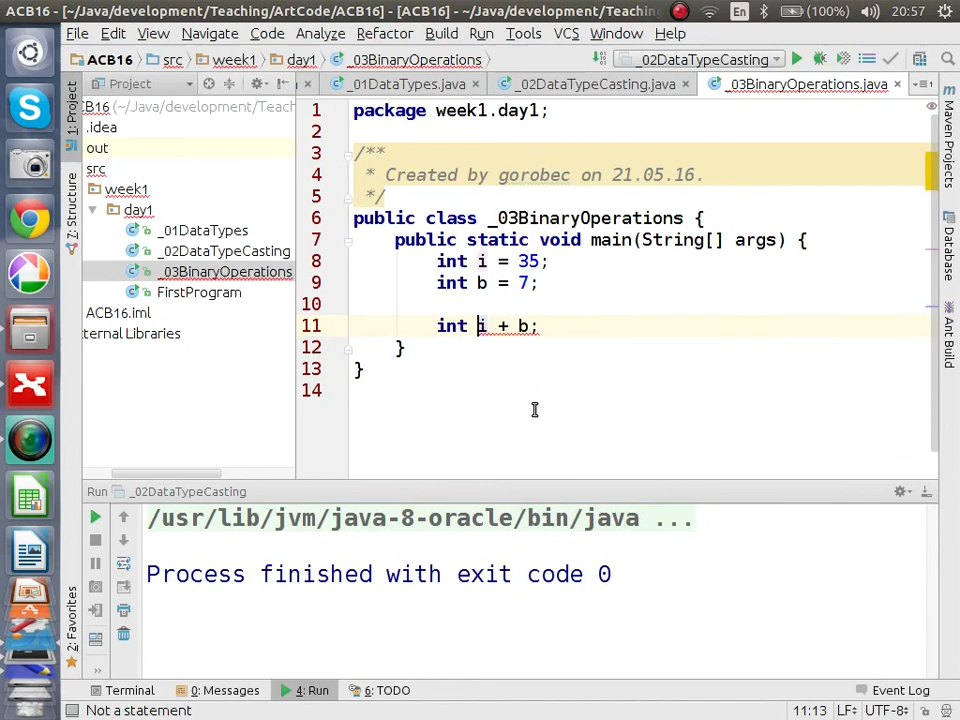 ACB16 – [~/Java/development/Teaching/ArtCode/ACB16] - [ACB16] - [~/Java/development/Teaching En (100%) 20:57
File Edit View Navigate Code Analyze Refactor Build Run Tools VCS Window Help
ACB16 src week1 day1 _03BinaryOperations _02DataTypeCasting
1: Project
Project
_01DataTypes.java _02DataTypeCasting.java _03BinaryOperations.java
CB16 (~/Java/development/Teach
.idea
out
src
week1
day1
_01DataTypes
_02DataTypeCasting
_03BinaryOperations
FirstProgram
ACB16.iml
ternal Libraries
7: Structure
1 package week1.day1;
2
3 /**
4 * Created by gorobec on 21.05.16.
5 */
6 public class _03BinaryOperations {
7 public static void main(String[] args) {
8 int i = 35;
9 int b = 7;
10
11 int i + b;
12 }
13 }
14
Maven Projects
Database
Ant Build
Run _02DataTypeCasting
/usr/lib/jvm/java-8-oracle/bin/java ...
Process finished with exit code 0
2: Favorites
Terminal 0: Messages 4: Run 6: TODO Event Log
Not a statement 11:13 LF UTF-8